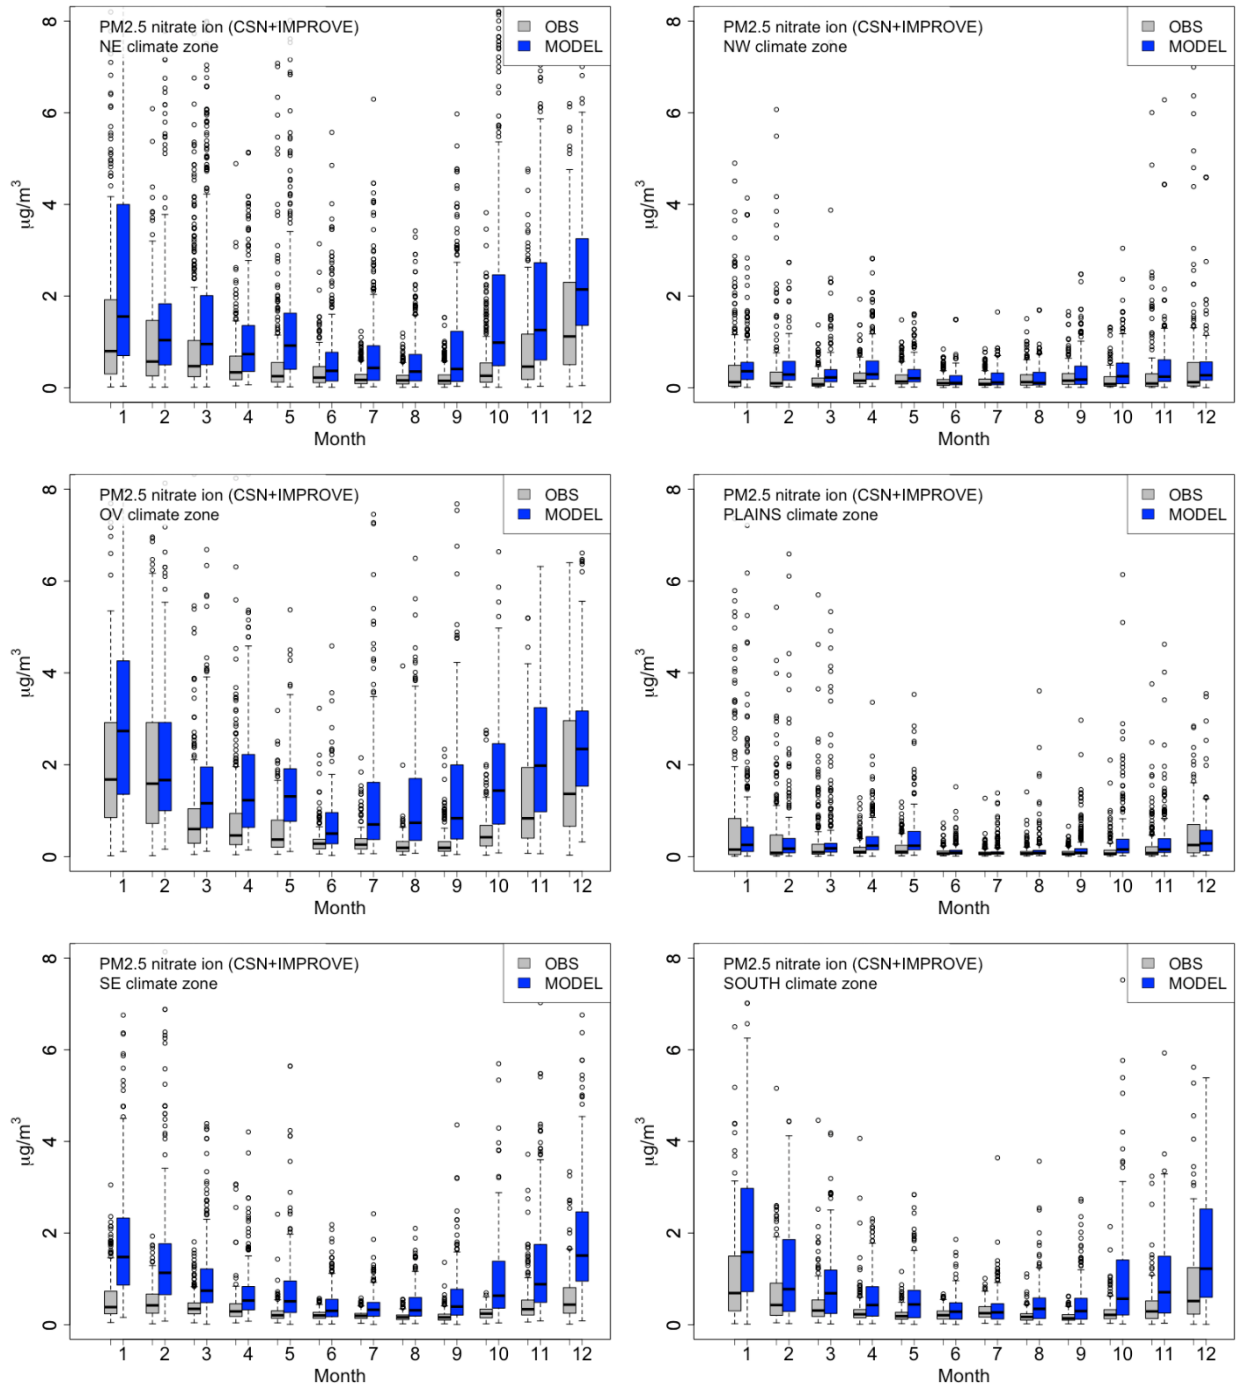 PM2.5 nitrate ion (CSN+IMPROVE)
NE climate zone
OBS
MODEL
μg/m3
0
2
4
6
8
1 2 3 4 5 6 7 8 9 10 11 12
Month
PM2.5 nitrate ion (CSN+IMPROVE)
NW climate zone
OBS
MODEL
μg/m3
0
2
4
6
8
1 2 3 4 5 6 7 8 9 10 11 12
Month
PM2.5 nitrate ion (CSN+IMPROVE)
OV climate zone
OBS
MODEL
μg/m3
0
2
4
6
8
1 2 3 4 5 6 7 8 9 10 11 12
Month
PM2.5 nitrate ion (CSN+IMPROVE)
PLAINS climate zone
OBS
MODEL
μg/m3
0
2
4
6
8
1 2 3 4 5 6 7 8 9 10 11 12
Month
PM2.5 nitrate ion (CSN+IMPROVE)
SE climate zone
OBS
MODEL
μg/m3
0
2
4
6
8
1 2 3 4 5 6 7 8 9 10 11 12
Month
PM2.5 nitrate ion (CSN+IMPROVE)
SOUTH climate zone
OBS
MODEL
μg/m3
0
2
4
6
8
1 2 3 4 5 6 7 8 9 10 11 12
Month